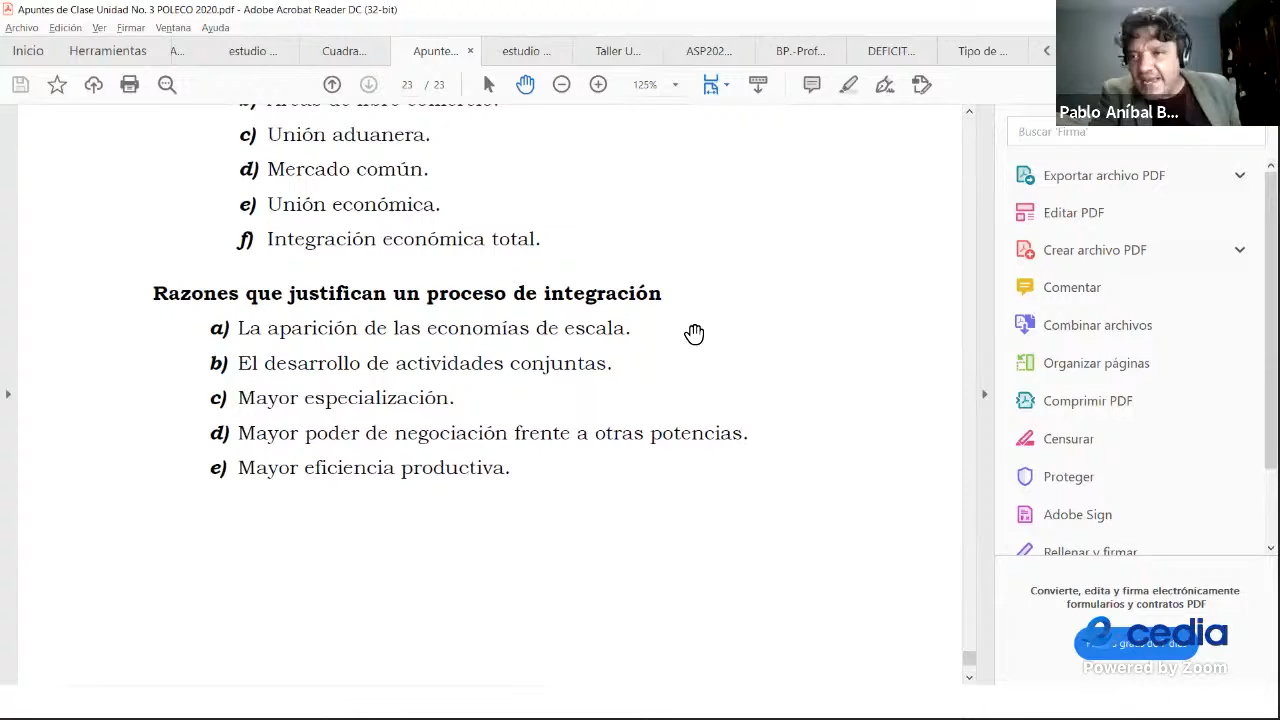 Apuntes de Clase Unidad No. 3 POLECO 2020.pdf - Adobe Acrobat Reader DC (32-bit)
Archivo Edición Ver Firmar Ventana Ayuda
Inicio Herramientas A... estudio ... Cuadra... Apunte... × estudio ... Taller U... ASP202... BP.-Prof... DEFICIT... Tipo de ...
23 / 23 125%
Pablo Aníbal B...
Buscar 'Firma'
b) Áreas de libre comercio.
c) Unión aduanera.
d) Mercado común.
e) Unión económica.
f) Integración económica total.
Razones que justifican un proceso de integración
a) La aparición de las economías de escala.
b) El desarrollo de actividades conjuntas.
c) Mayor especialización.
d) Mayor poder de negociación frente a otras potencias.
e) Mayor eficiencia productiva.
Exportar archivo PDF
Editar PDF
Crear archivo PDF
Comentar
Combinar archivos
Organizar páginas
Comprimir PDF
Censurar
Proteger
Adobe Sign
Rellenar y firmar
Convierte, edita y firma electrónicamente
formularios y contratos PDF
cedia
Powered by Zoom